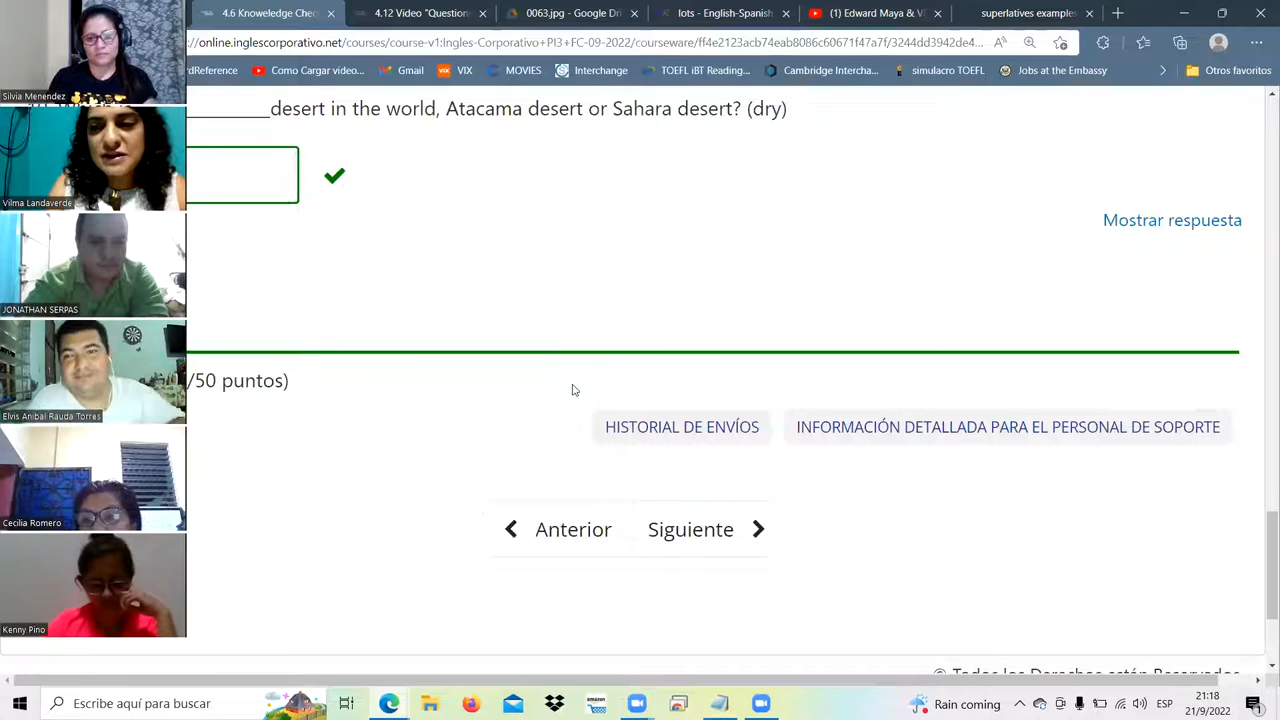 4.6 Knowledge Che
4.12 Video "Question
0063.jpg - Google Dri
lots - English-Spanish
(1) Edward Maya & V
superlatives examples
://online.inglescorporativo.net/courses/course-v1:Ingles-Corporativo+PI3+FC-09-2022/courseware/ff4e2123acb74eab8086c60671f47a7f/3244dd3942de4...
rdReference
Como Cargar video...
Gmail
VIX
MOVIES
Interchange
TOEFL iBT Reading...
Cambridge Intercha...
simulacro TOEFL
Jobs at the Embassy
Otros favoritos
Silvia Menendez
desert in the world, Atacama desert or Sahara desert? (dry)
Vilma Landaverde
Mostrar respuesta
JONATHAN SERPAS
/50 puntos)
Elvis Anibal Rauda Torres
HISTORIAL DE ENVÍOS
INFORMACIÓN DETALLADA PARA EL PERSONAL DE SOPORTE
Cecilia Romero
Anterior
Siguiente
Kenny Pino
Escribe aquí para buscar
Rain coming
ESP
21:18
21/9/2022